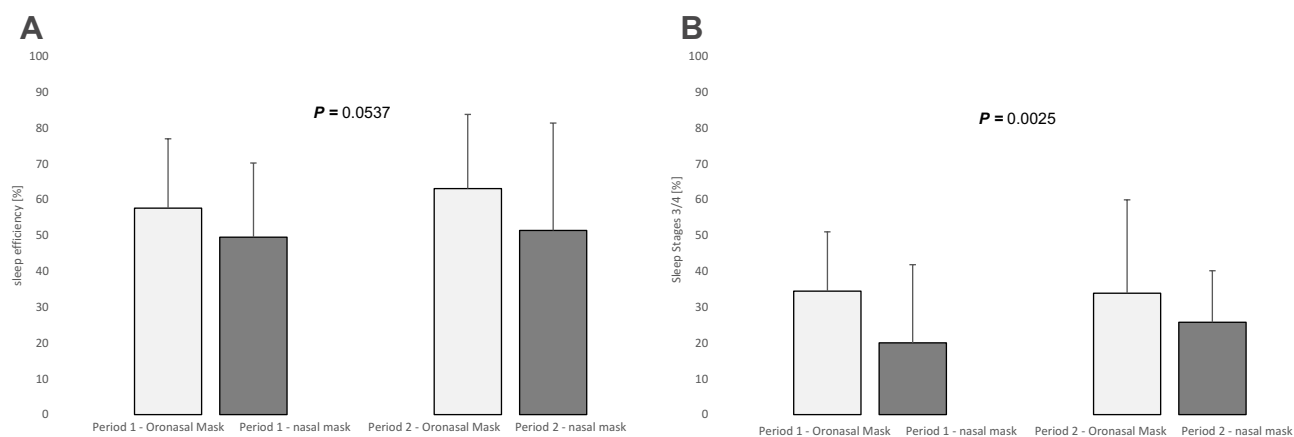 A
100
90
80
70
60
50
40
30
20
10
0
sleep efficiency [%]
P = 0.0537
Period 1 - Oronasal Mask Period 1 - nasal mask Period 2 - Oronasal Mask Period 2 - nasal mask
B
100
90
80
70
60
50
40
30
20
10
0
Sleep Stages 3/4 [%]
P = 0.0025
Period 1 - Oronasal Mask Period 1 - nasal mask Period 2 - Oronasal Mask Period 2 - nasal mask